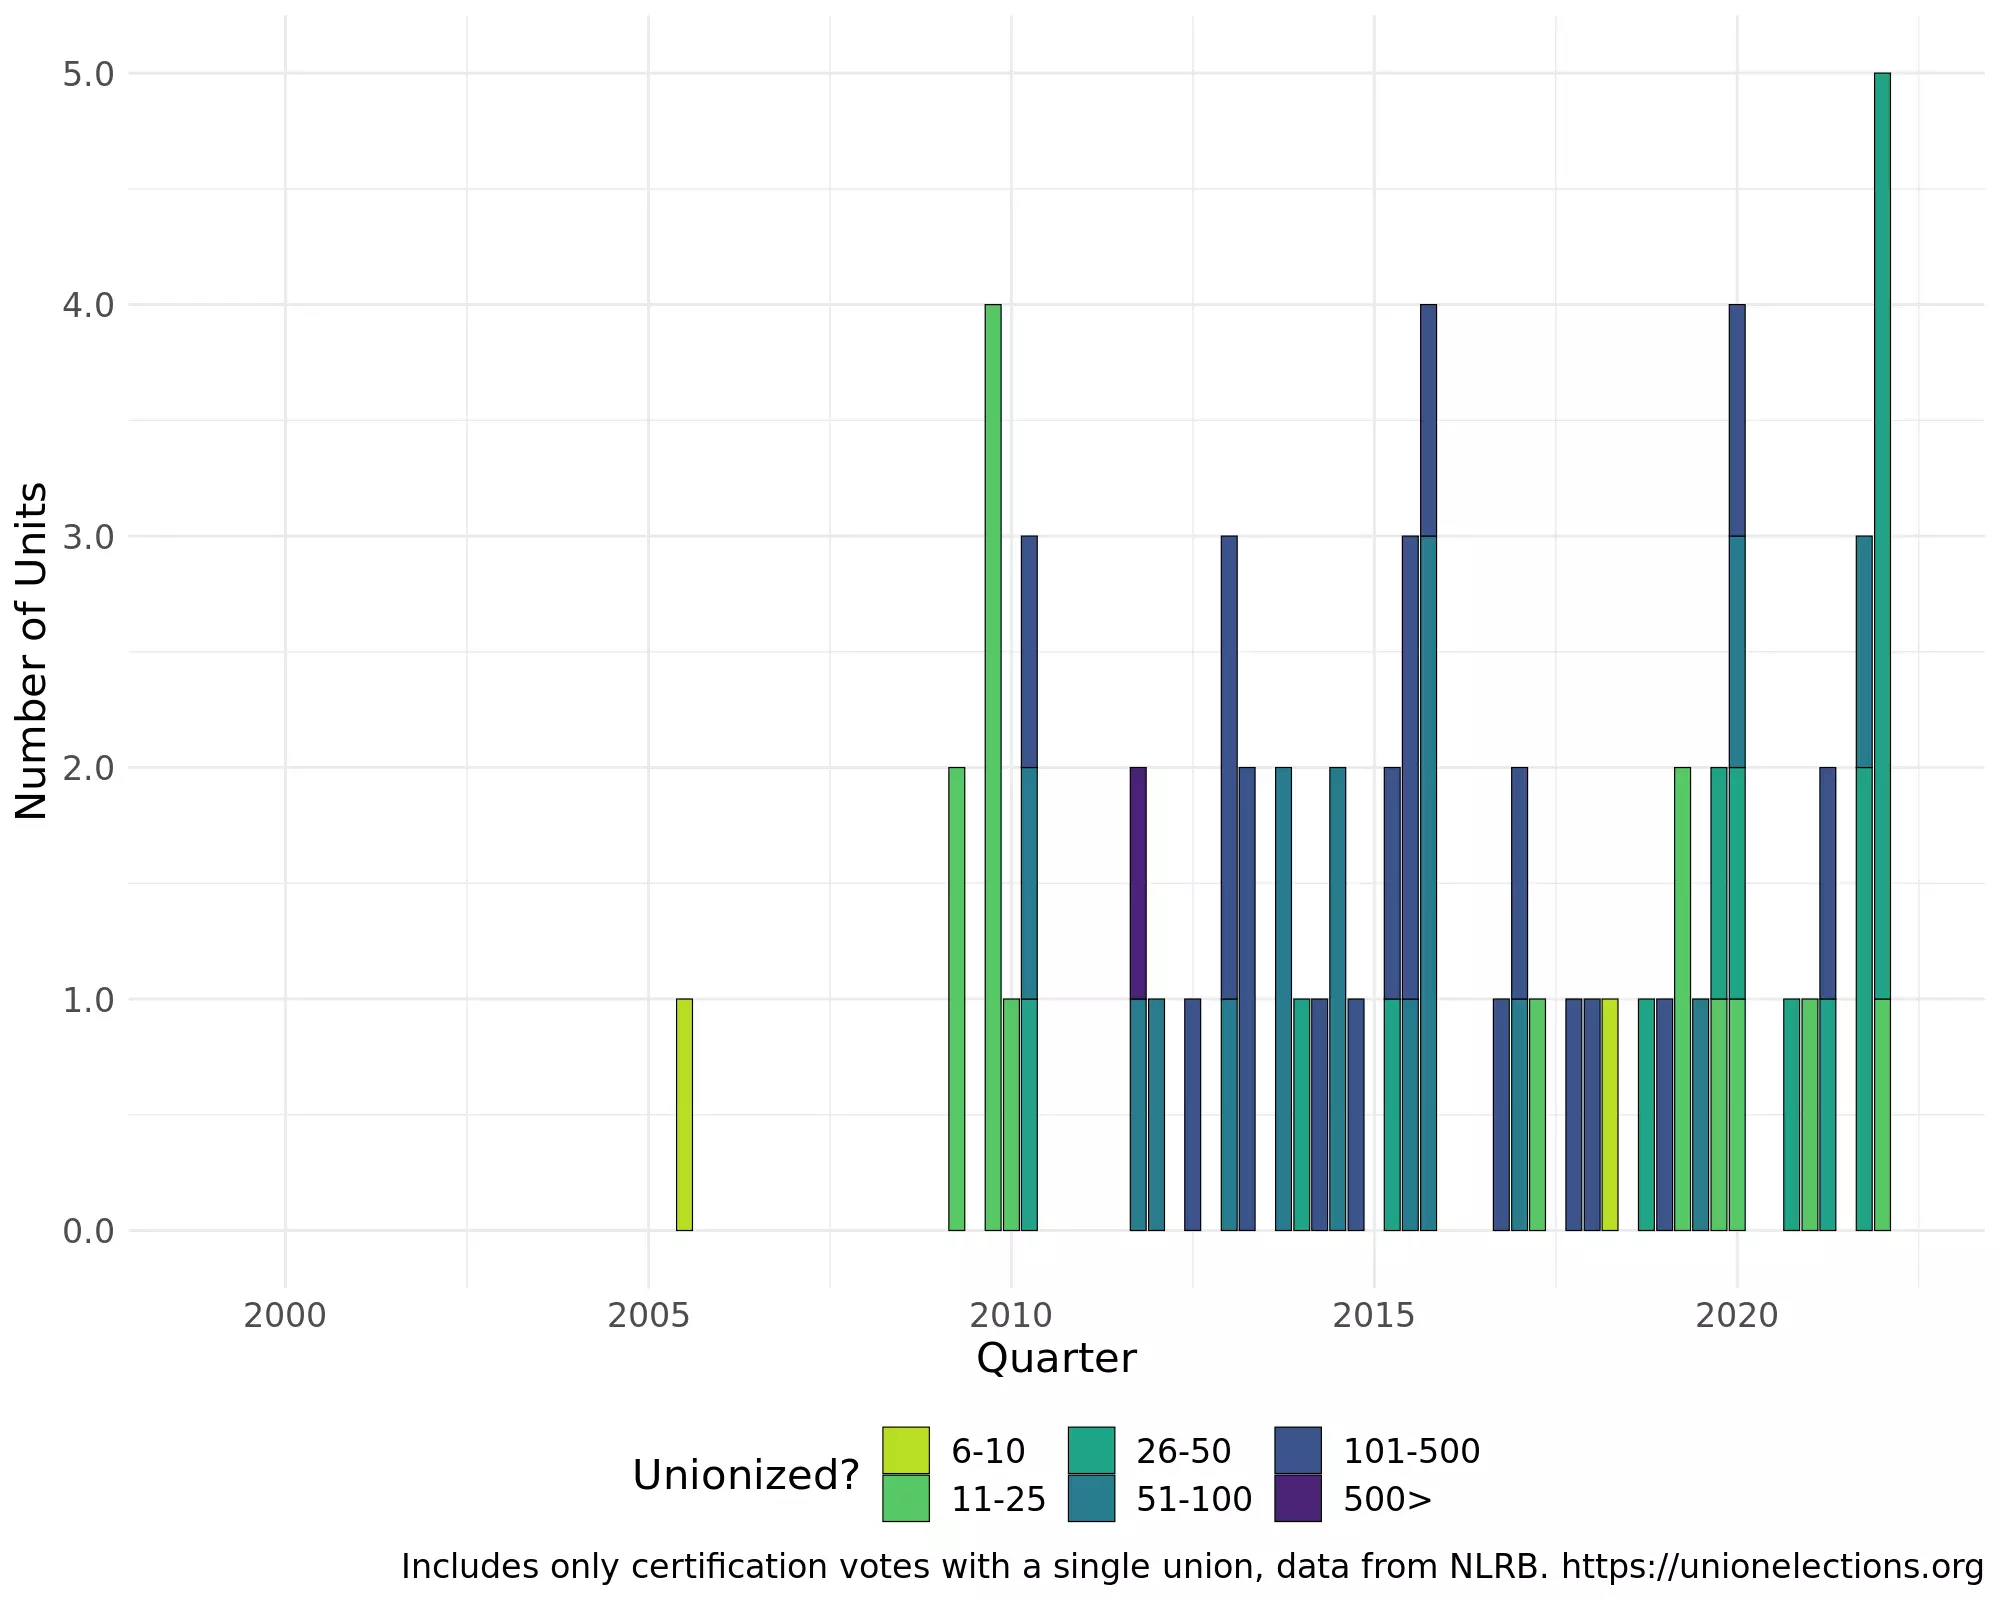 5.0
4.0
3.0
2.0
1.0
0.0
Number of Units
2000 2005 2010 2015 2020
Quarter
Unionized?
6-10 26-50 101-500
11-25 51-100 500>
Includes only certification votes with a single union, data from NLRB. https://unionelections.org